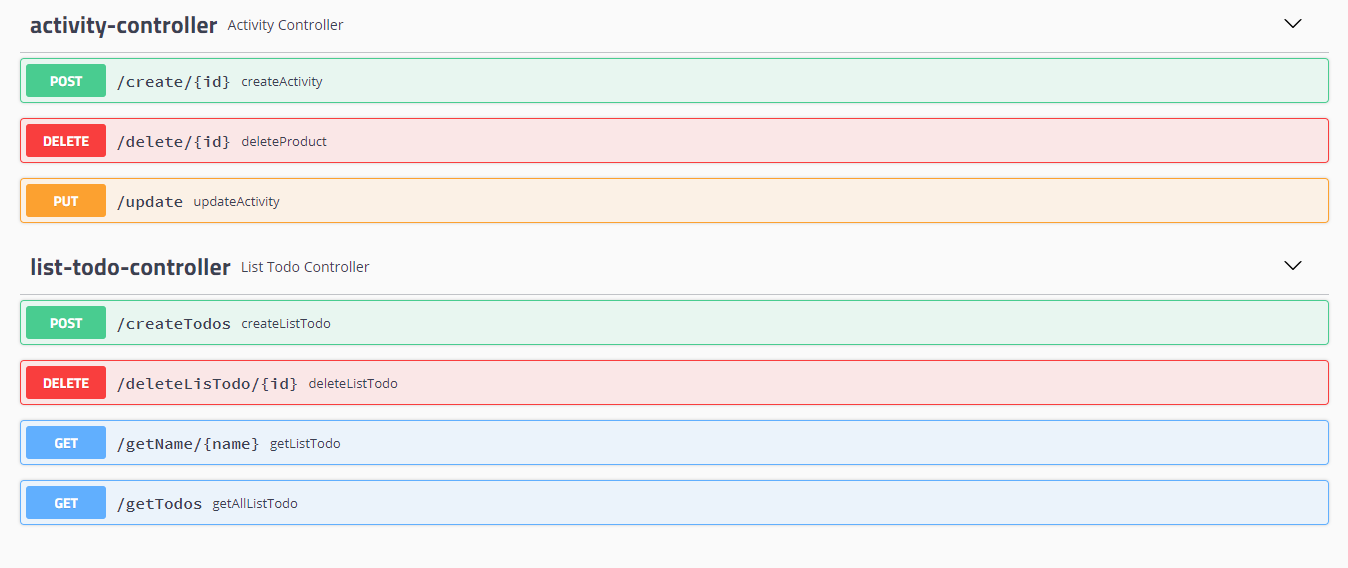 activity-controller Activity Controller
POST /create/{id} createActivity
DELETE /delete/{id} deleteProduct
PUT /update updateActivity
list-todo-controller List Todo Controller
POST /createTodos createListTodo
DELETE /deleteLisTodo/{id} deleteListTodo
GET /getName/{name} getListTodo
GET /getTodos getAllListTodo